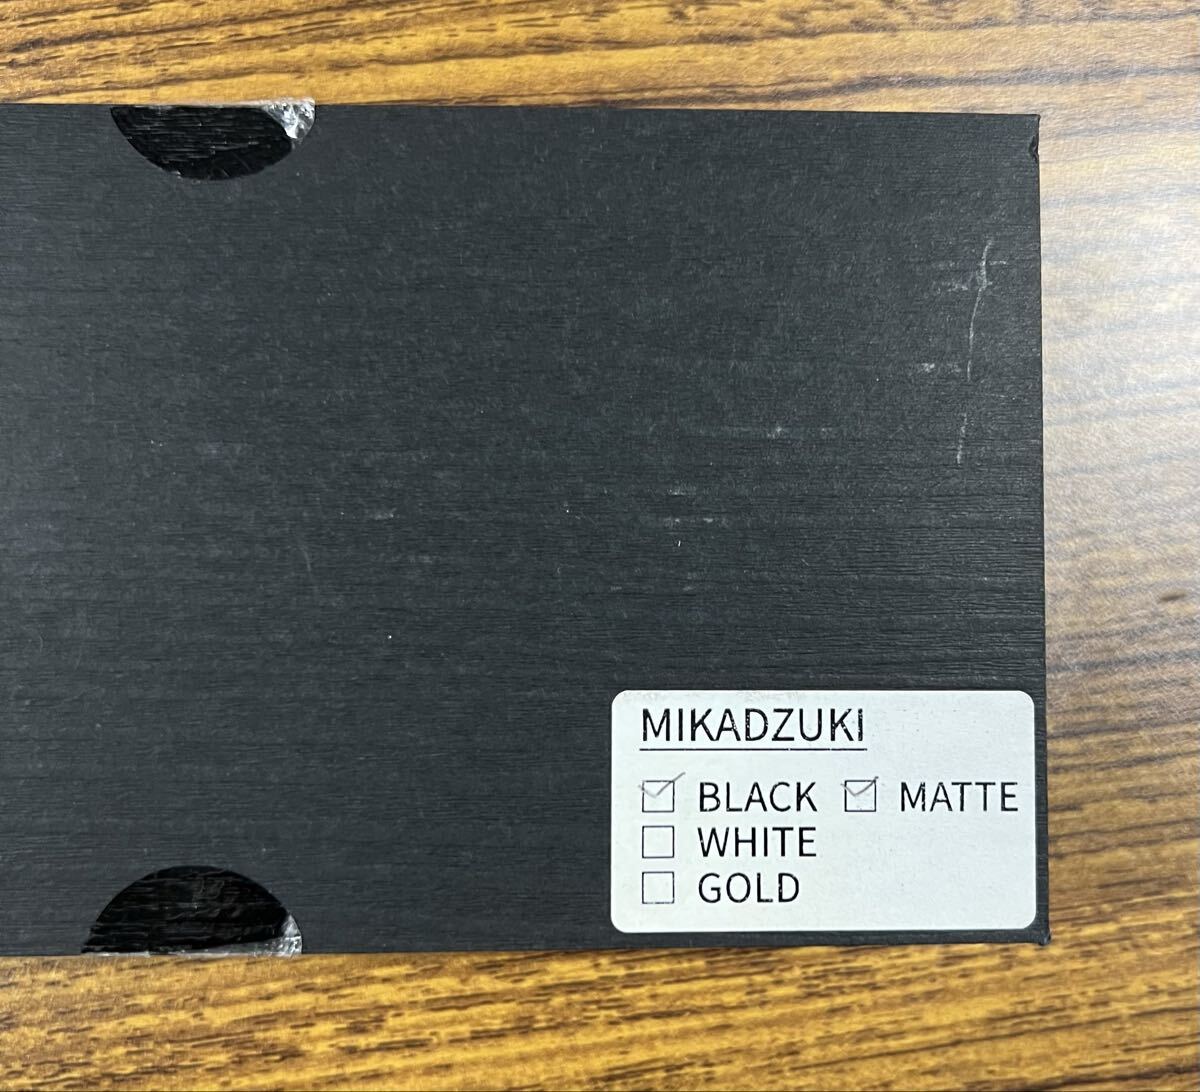 MIKADZUKI
☑ BLACK ☑ MATTE
☐ WHITE
☐ GOLD